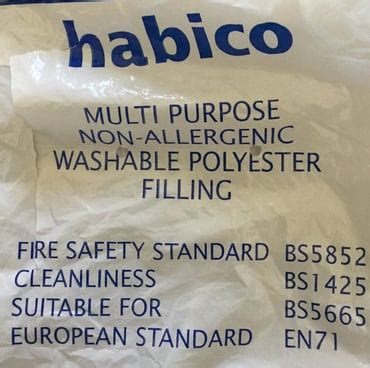 habico
MULTI PURPOSE
NON-ALLERGENIC
WASHABLE POLYESTER
FILLING
FIRE SAFETY STANDARD BS5852
CLEANLINESS BS1425
SUITABLE FOR BS5665
EUROPEAN STANDARD EN71